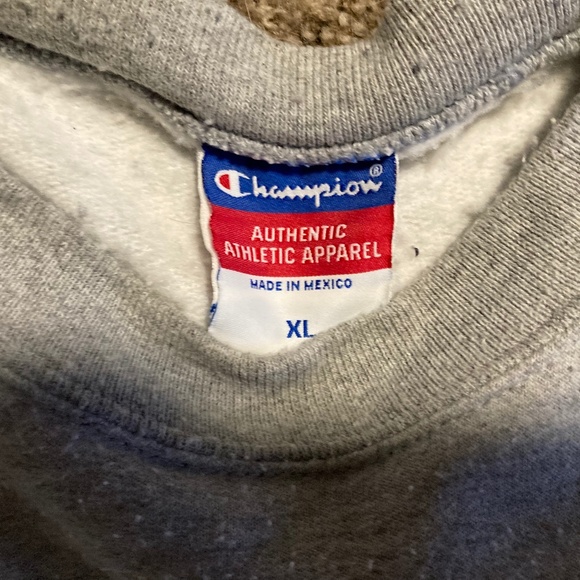 Champion®
AUTHENTIC
ATHLETIC APPAREL
MADE IN MEXICO
XL